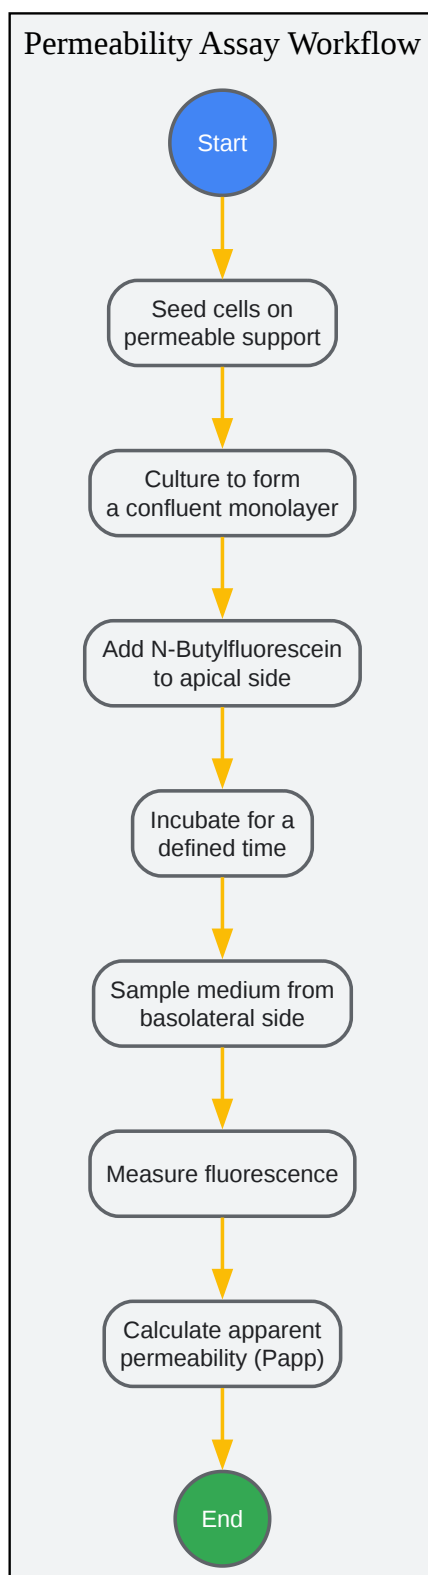 Permeability Assay Workflow
Start
Seed cells on
permeable support
Culture to form
a confluent monolayer
Add N-Butylfluorescein
to apical side
Incubate for a
defined time
Sample medium from
basolateral side
Measure fluorescence
Calculate apparent
permeability (Papp)
End